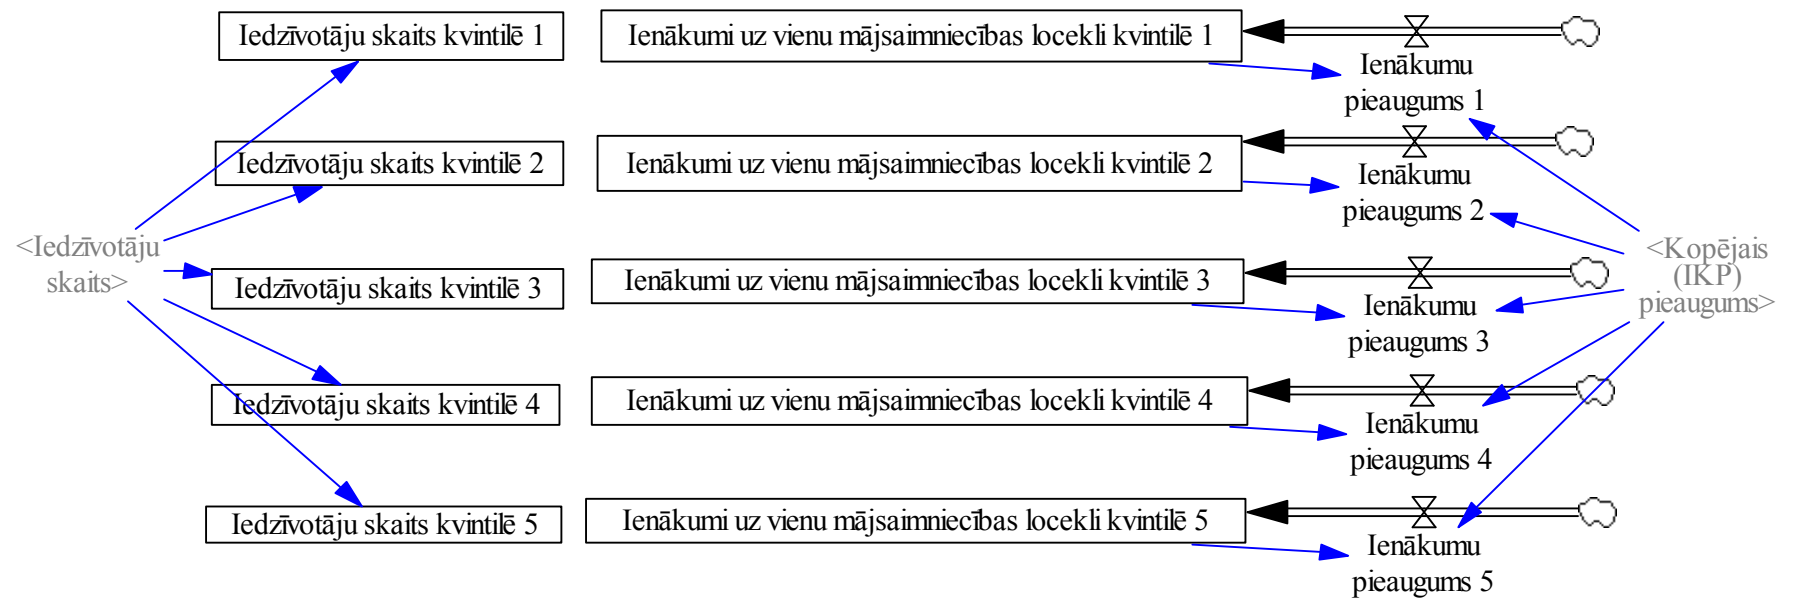 Iedzīvotāju skaits kvintilē 1
Ienākumi uz vienu mājsaimniecības locekli kvintilē 1
Ienākumu
pieaugums 1
Iedzīvotāju skaits kvintilē 2
Ienākumi uz vienu mājsaimniecības locekli kvintilē 2
Ienākumu
pieaugums 2
<Iedzīvotāju
skaits>
<Kopējais
(IKP)
pieaugums>
Iedzīvotāju skaits kvintilē 3
Ienākumi uz vienu mājsaimniecības locekli kvintilē 3
Ienākumu
pieaugums 3
Iedzīvotāju skaits kvintilē 4
Ienākumi uz vienu mājsaimniecības locekli kvintilē 4
Ienākumu
pieaugums 4
Iedzīvotāju skaits kvintilē 5
Ienākumi uz vienu mājsaimniecības locekli kvintilē 5
Ienākumu
pieaugums 5